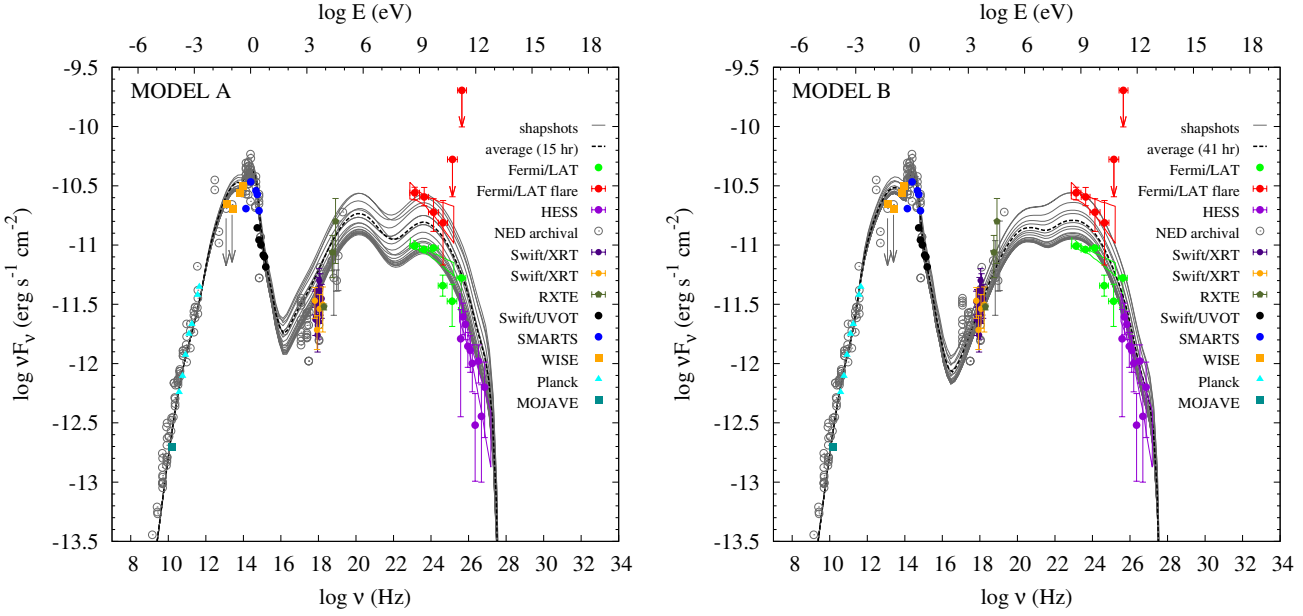 log E (eV)
-6 -3 0 3 6 9 12 15 18
-9.5
-10
-10.5
-11
-11.5
-12
-12.5
-13
-13.5
log νFν (erg s-1 cm-2)
MODEL A
shapshots
average (15 hr)
Fermi/LAT
Fermi/LAT flare
HESS
NED archival
Swift/XRT
Swift/XRT
RXTE
Swift/UVOT
SMARTS
WISE
Planck
MOJAVE
8 10 12 14 16 18 20 22 24 26 28 30 32 34
log ν (Hz)
log E (eV)
-6 -3 0 3 6 9 12 15 18
-9.5
-10
-10.5
-11
-11.5
-12
-12.5
-13
-13.5
log νFν (erg s-1 cm-2)
MODEL B
shapshots
average (41 hr)
Fermi/LAT
Fermi/LAT flare
HESS
NED archival
Swift/XRT
Swift/XRT
RXTE
Swift/UVOT
SMARTS
WISE
Planck
MOJAVE
8 10 12 14 16 18 20 22 24 26 28 30 32 34
log ν (Hz)